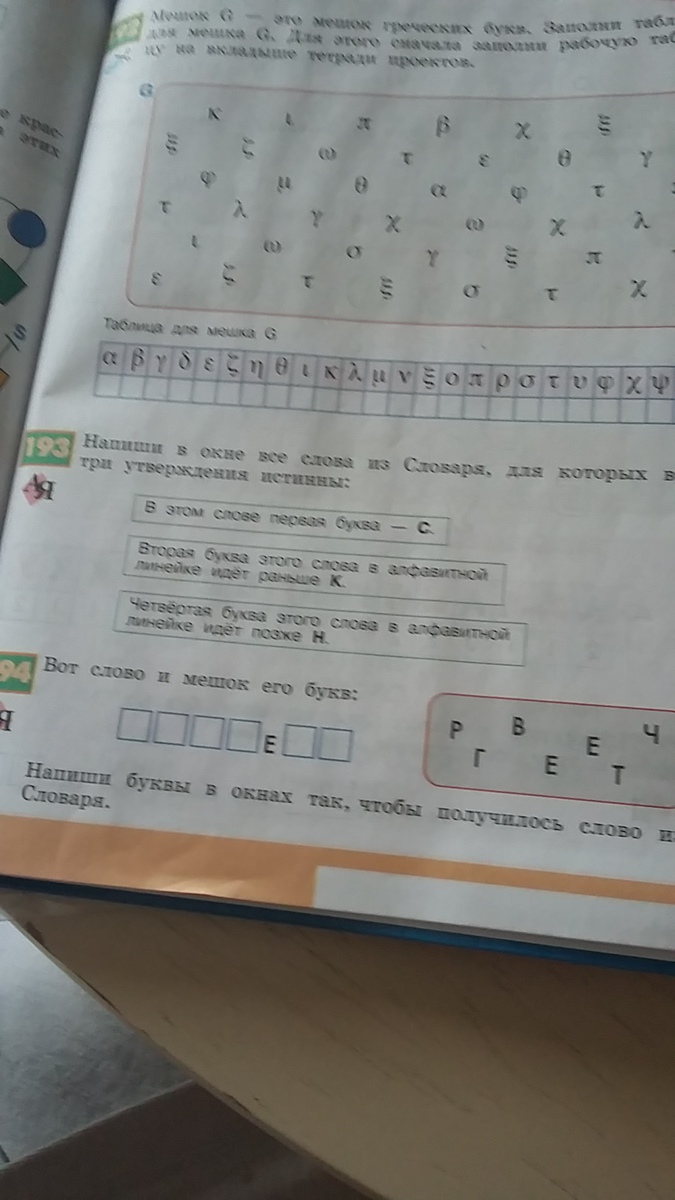 Мешок G — это мешок греческих букв. Заполни
для мешка G. Для этого сначала заполни рабочую
цу на вкладыше тетради проектов.
этих
G
κ ι π β χ ξ
ξ ζ ω τ ε θ γ
φ μ θ α φ τ
τ λ γ χ ω χ λ
ι ω σ γ ξ π
ε ζ τ ξ σ τ χ
S
Таблица для мешка G
α β γ δ ε ζ η θ ι κ λ μ ν ξ ο π ρ σ τ υ φ χ ψ
193 Напиши в окне все слова из Словаря, для которых
три утверждения истинны:
В этом слове первая буква — С.
Вторая буква этого слова в алфавитной
линейке идёт раньше К.
Четвёртая буква этого слова в алфавитной
линейке идёт позже Н.
94 Вот слово и мешок его букв:
Е
Р В Е Ч
Г Е Т
Напиши буквы в окнах так, чтобы получилось слово
Словаря.